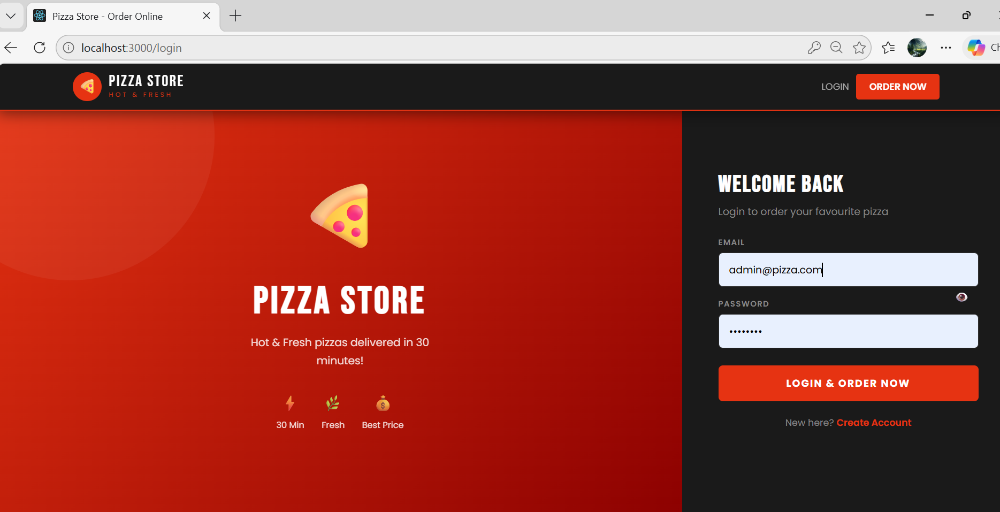 Pizza Store - Order Online
localhost:3000/login
PIZZA STORE
HOT & FRESH
LOGIN
ORDER NOW
PIZZA STORE
Hot & Fresh pizzas delivered in 30
minutes!
30 Min
Fresh
Best Price
WELCOME BACK
Login to order your favourite pizza
EMAIL
admin@pizza.com
PASSWORD
••••••••
LOGIN & ORDER NOW
New here? Create Account